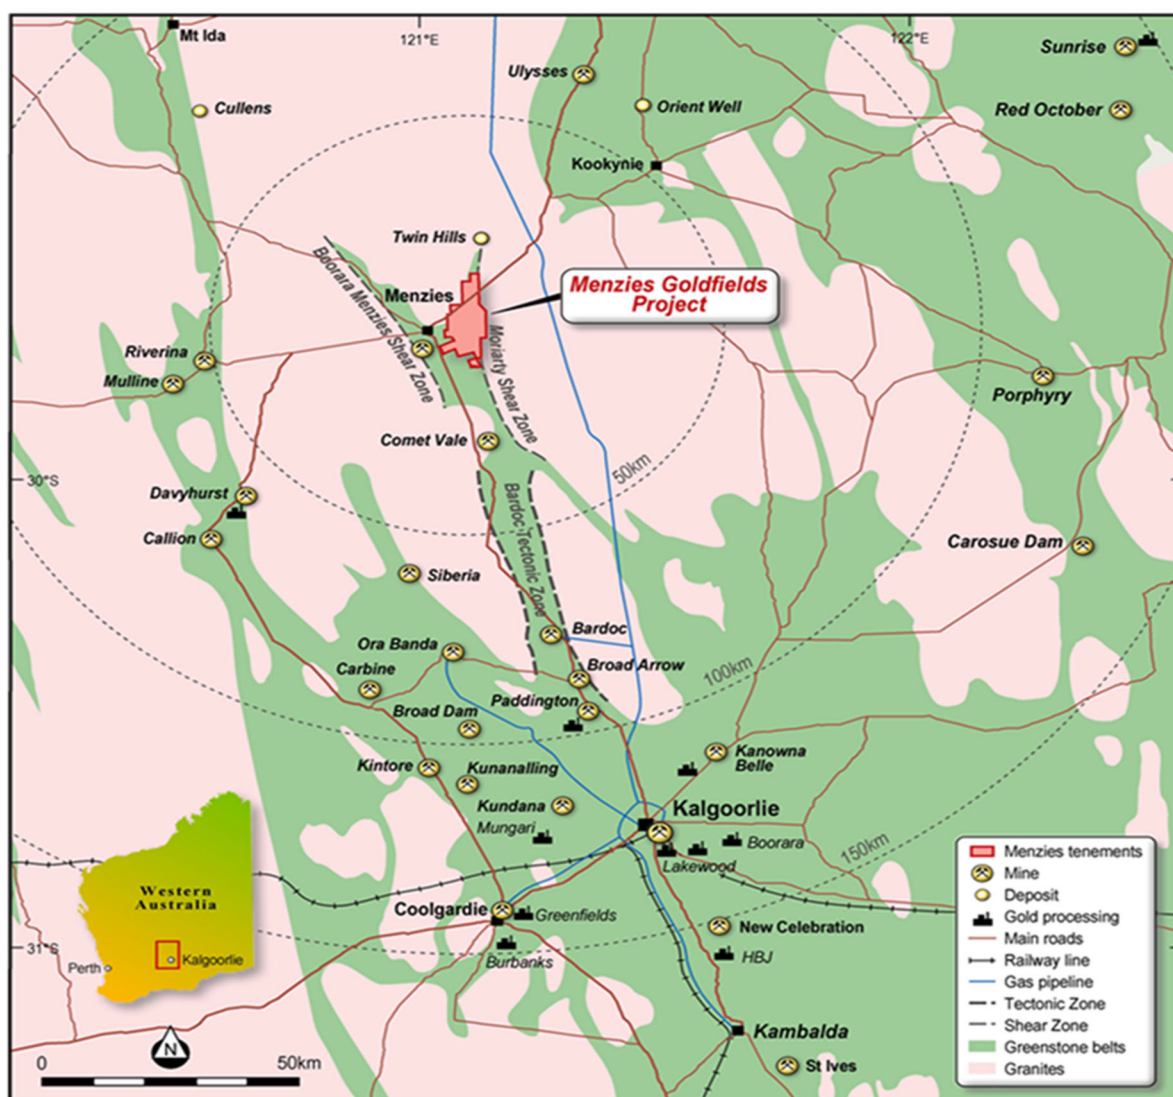 Mt Ida
121°E
122°E
Sunrise
Ulysses
Cullens
Orient Well
Red October
Kookynie
Twin Hills
Boorara Menzies Shear Zone
Menzies
Menzies Goldfields
Project
Moriarty Shear Zone
Riverina
Mulline
Porphyry
Comet Vale
50km
30°S
Davyhurst
Bardoc Tectonic Zone
Callion
Carosue Dam
Siberia
Bardoc
Ora Banda
Broad Arrow
Carbine
100km
Paddington
Broad Dam
Kanowna
Belle
Kintore
Kunanalling
Kundana
Kalgoorlie
Mungari
Boorara
150km
Lakewood
Coolgardie
Greenfields
New Celebration
31°S
HBJ
Burbanks
Kambalda
St Ives
Western
Australia
Perth
Kalgoorlie
N
0
50km
Menzies tenements
Mine
Deposit
Gold processing
Main roads
Railway line
Gas pipeline
Tectonic Zone
Shear Zone
Greenstone belts
Granites